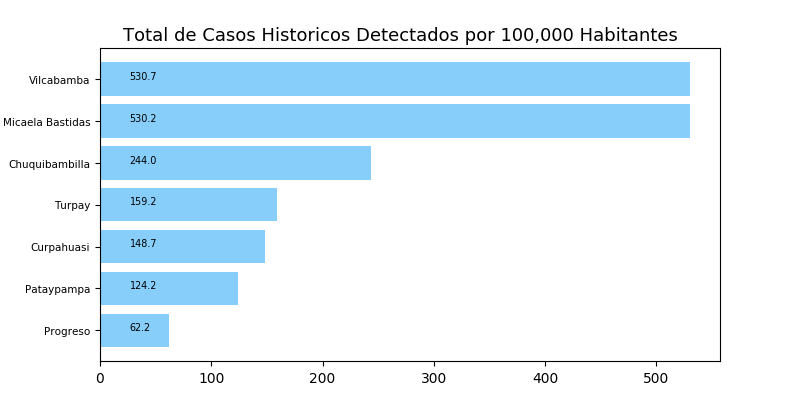 Total de Casos Historicos Detectados por 100,000 Habitantes
Vilcabamba 530.7
Micaela Bastidas 530.2
Chuquibambilla 244.0
Turpay 159.2
Curpahuasi 148.7
Pataypampa 124.2
Progreso 62.2
0 100 200 300 400 500